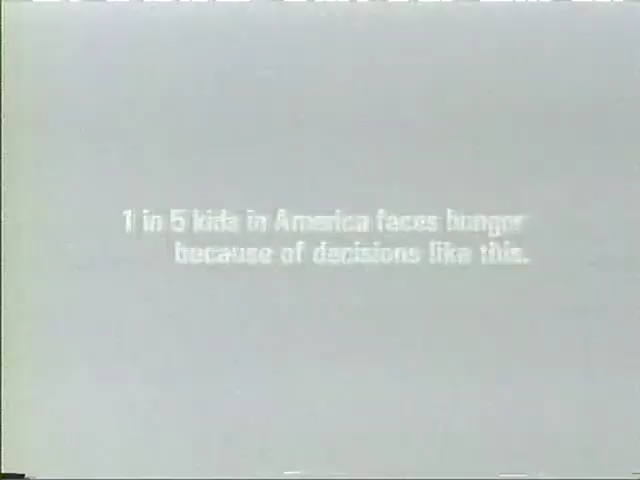 1 in 5 kids in America faces hunger
because of decisions like this.